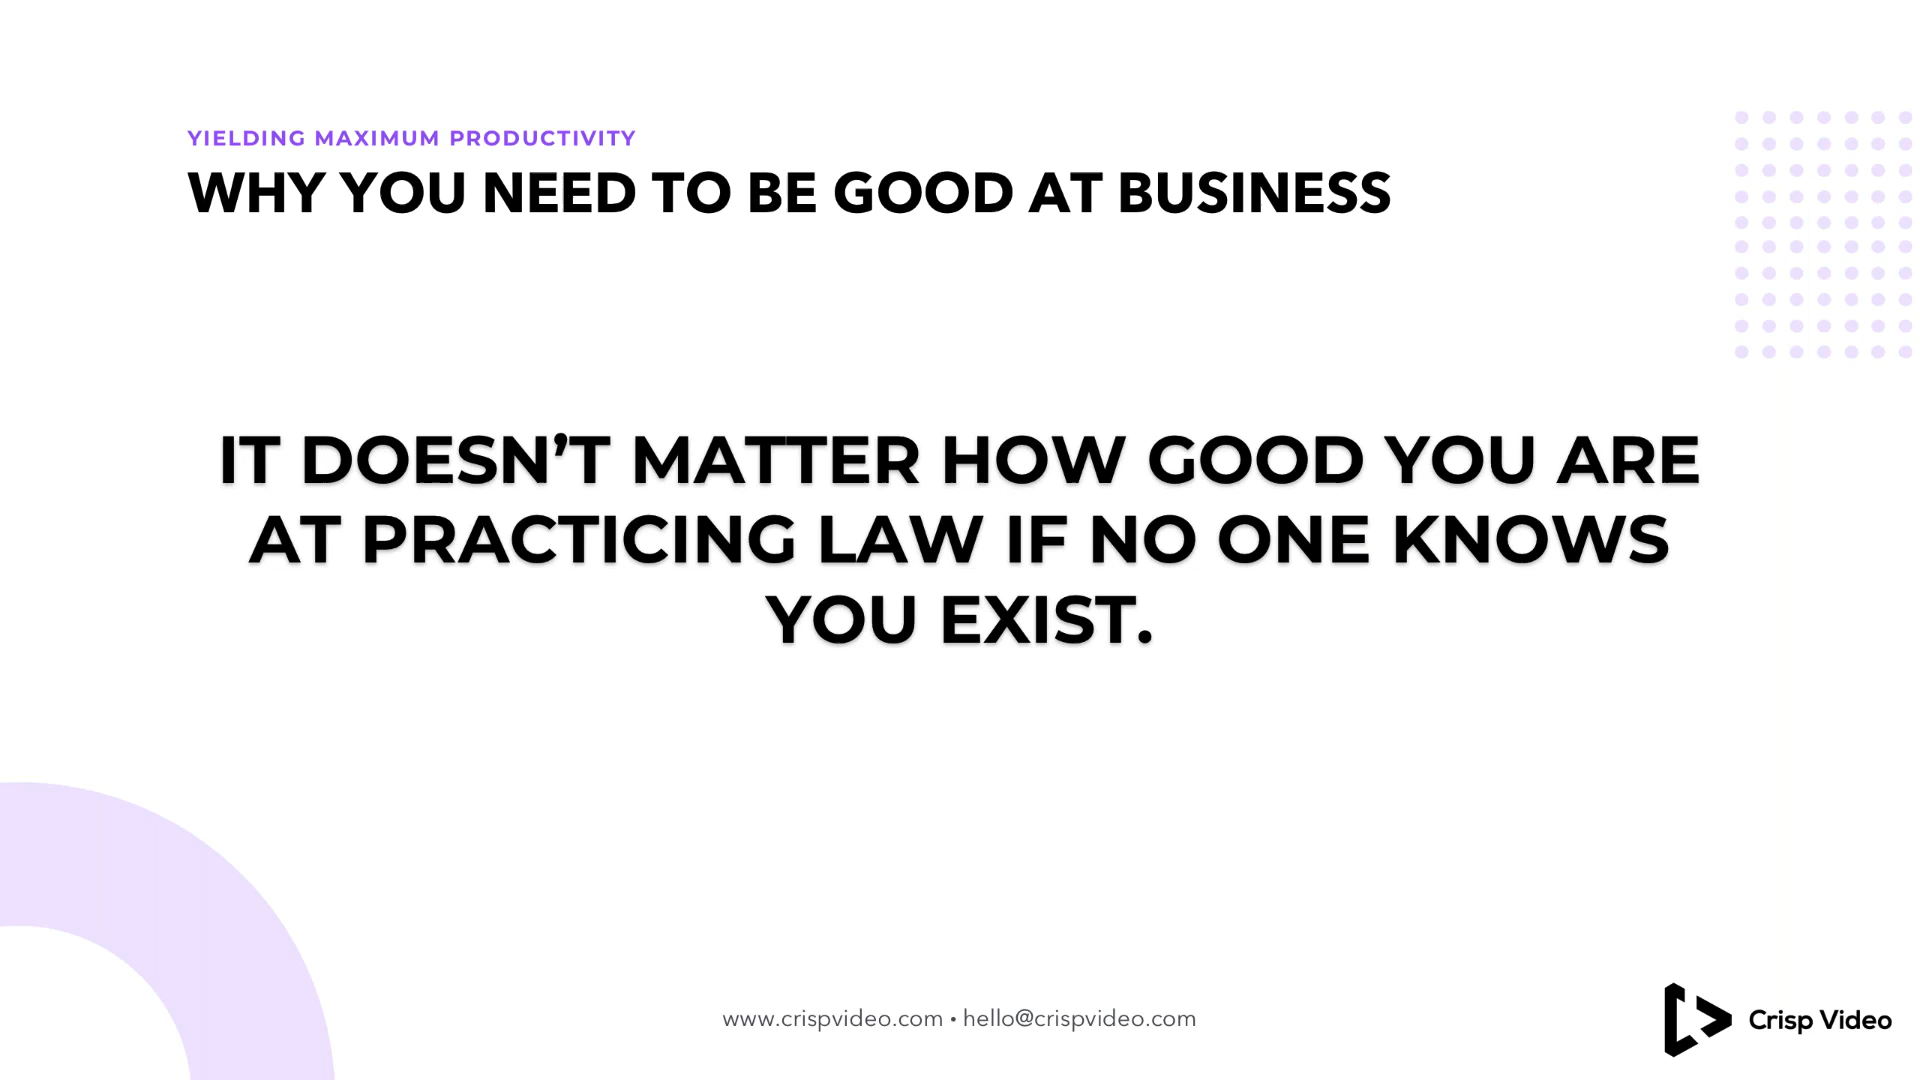 YIELDING MAXIMUM PRODUCTIVITY
WHY YOU NEED TO BE GOOD AT BUSINESS
IT DOESN’T MATTER HOW GOOD YOU ARE
AT PRACTICING LAW IF NO ONE KNOWS
YOU EXIST.
www.crispvideo.com • hello@crispvideo.com
Crisp Video